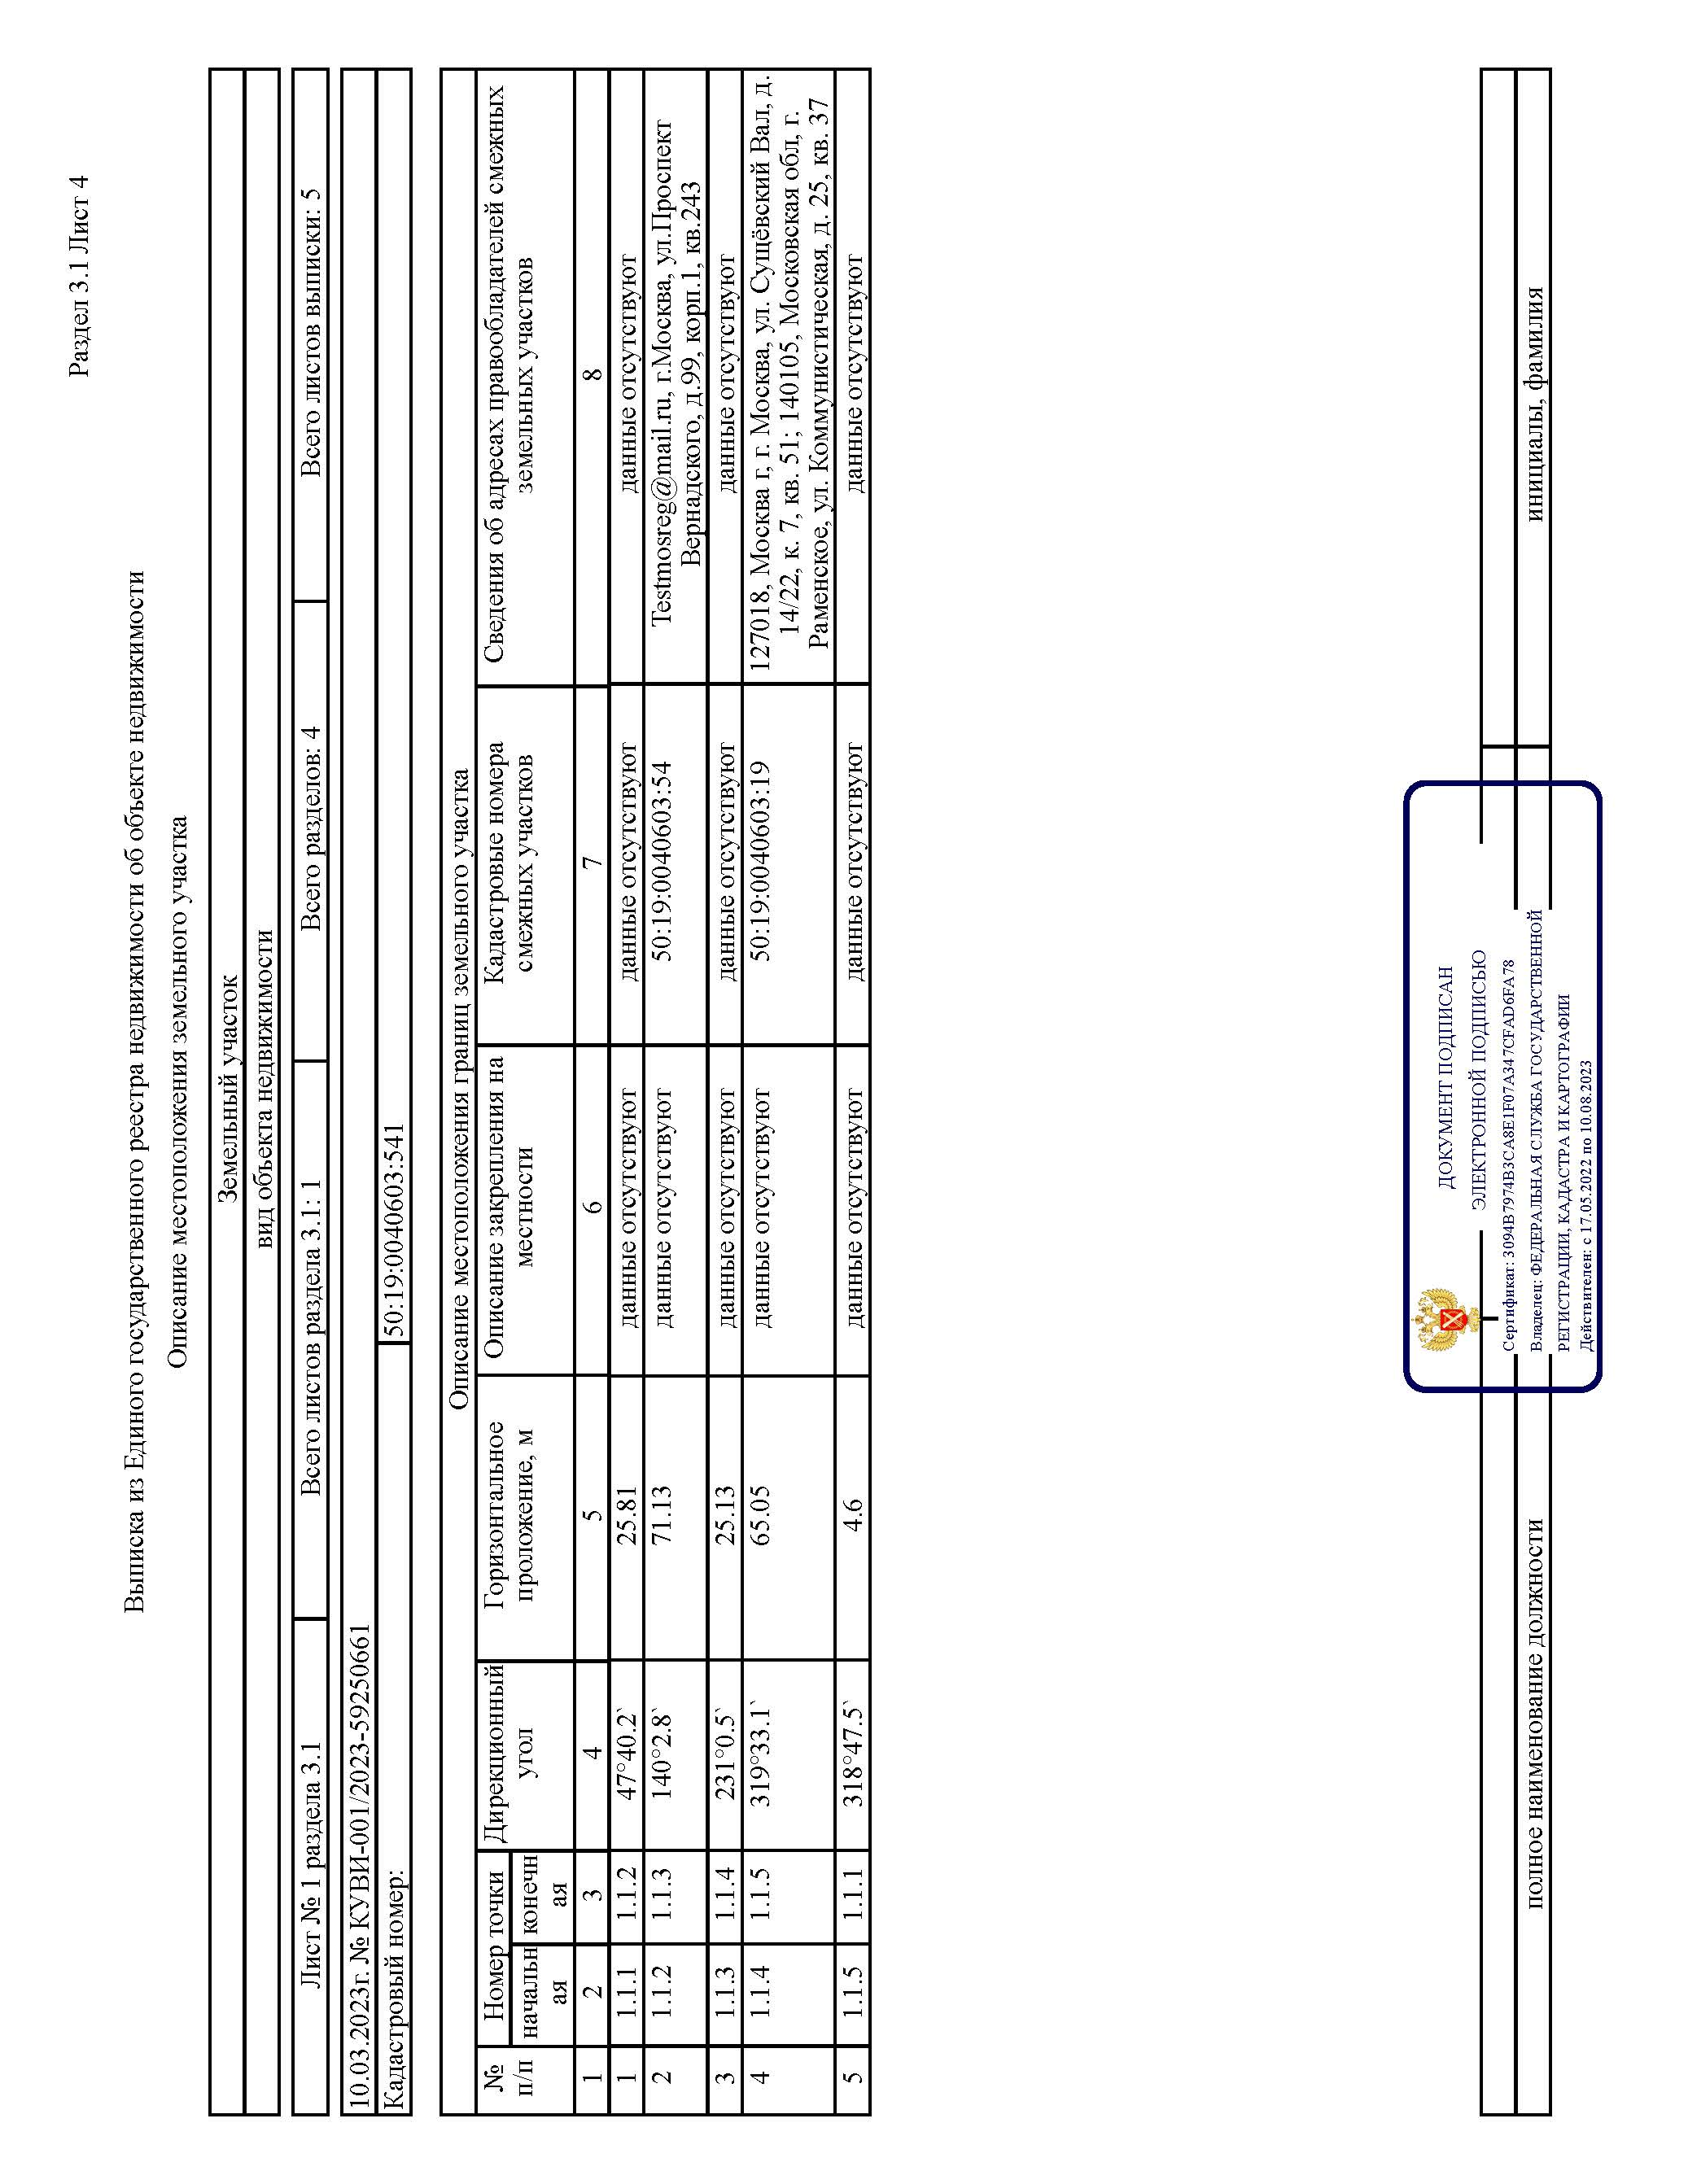 Раздел 3.1 Лист 4
Выписка из Единого государственного реестра недвижимости об объекте недвижимости
Описание местоположения земельного участка
Земельный участок
вид объекта недвижимости
Лист № 1 раздела 3.1 Всего листов раздела 3.1: 1 Всего разделов: 4 Всего листов выписки: 5
10.03.2023г. № КУВИ-001/2023-59250661
Кадастровый номер: 50:19:0040603:541
Описание местоположения границ земельного участка
№ Номер точки Дирекционный Горизонтальное Описание закрепления на Кадастровые номера Сведения об адресах правообладателей смежных
п/п начальн конечн угол проложение, м местности смежных участков земельных участков
ая ая
1 2 3 4 5 6 7 8
1 1.1.1 1.1.2 47°40.2` 25.81 данные отсутствуют данные отсутствуют данные отсутствуют
2 1.1.2 1.1.3 140°2.8` 71.13 данные отсутствуют 50:19:0040603:54 Testmosreg@mail.ru, г.Москва, ул.Проспект
Вернадского, д.99, корп.1, кв.243
3 1.1.3 1.1.4 231°0.5` 25.13 данные отсутствуют данные отсутствуют данные отсутствуют
4 1.1.4 1.1.5 319°33.1` 65.05 данные отсутствуют 50:19:0040603:19 127018, Москва г, г. Москва, ул. Сущёвский Вал, д.
14/22, к. 7, кв. 51; 140105, Московская обл, г.
Раменское, ул. Коммунистическая, д. 25, кв. 37
5 1.1.5 1.1.1 318°47.5` 4.6 данные отсутствуют данные отсутствуют данные отсутствуют
ДОКУМЕНТ ПОДПИСАН
ЭЛЕКТРОННОЙ ПОДПИСЬЮ
Сертификат: 3094B7974B3CA8E1F07A347CFAD6FA78
Владелец: ФЕДЕРАЛЬНАЯ СЛУЖБА ГОСУДАРСТВЕННОЙ
РЕГИСТРАЦИИ, КАДАСТРА И КАРТОГРАФИИ
Действителен: с 17.05.2022 по 10.08.2023
полное наименование должности инициалы, фамилия